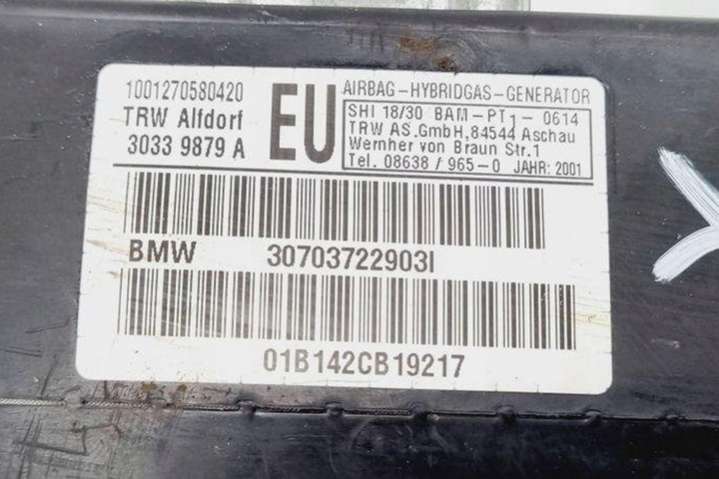 1001270580420
TRW Alfdorf
3033 9879 A
EU
AIRBAG-HYBRIDGAS-GENERATOR
SHI 18/30 BAM-PT1-0614
TRW AS.GmbH,84544 Aschau
Wernher von Braun Str.1
Tel. 08638/965-0 JAHR: 2001
BMW 30703722903I
01B142CB19217